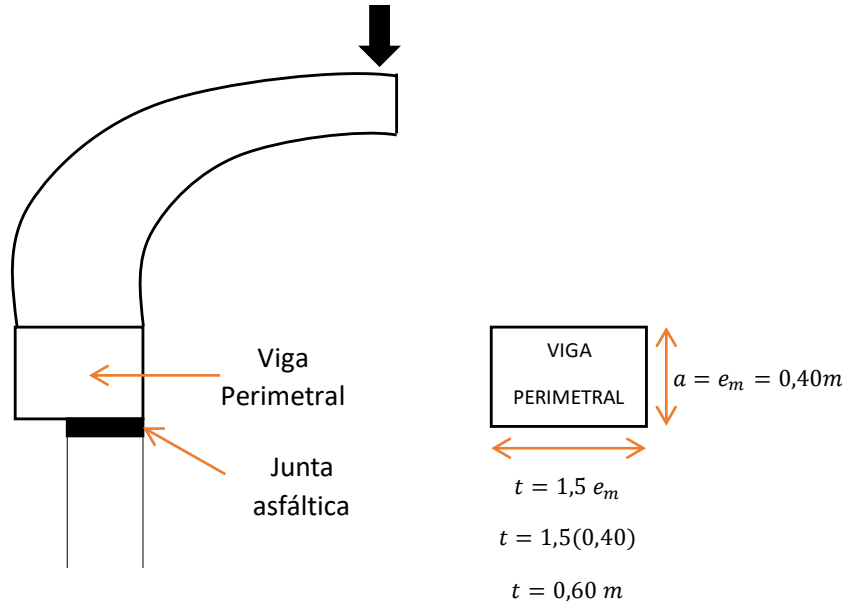 Viga
Perimetral
Junta
asfáltica
VIGA
PERIMETRAL
a = e_m = 0,40m
t = 1,5 e_m
t = 1,5(0,40)
t = 0,60 m